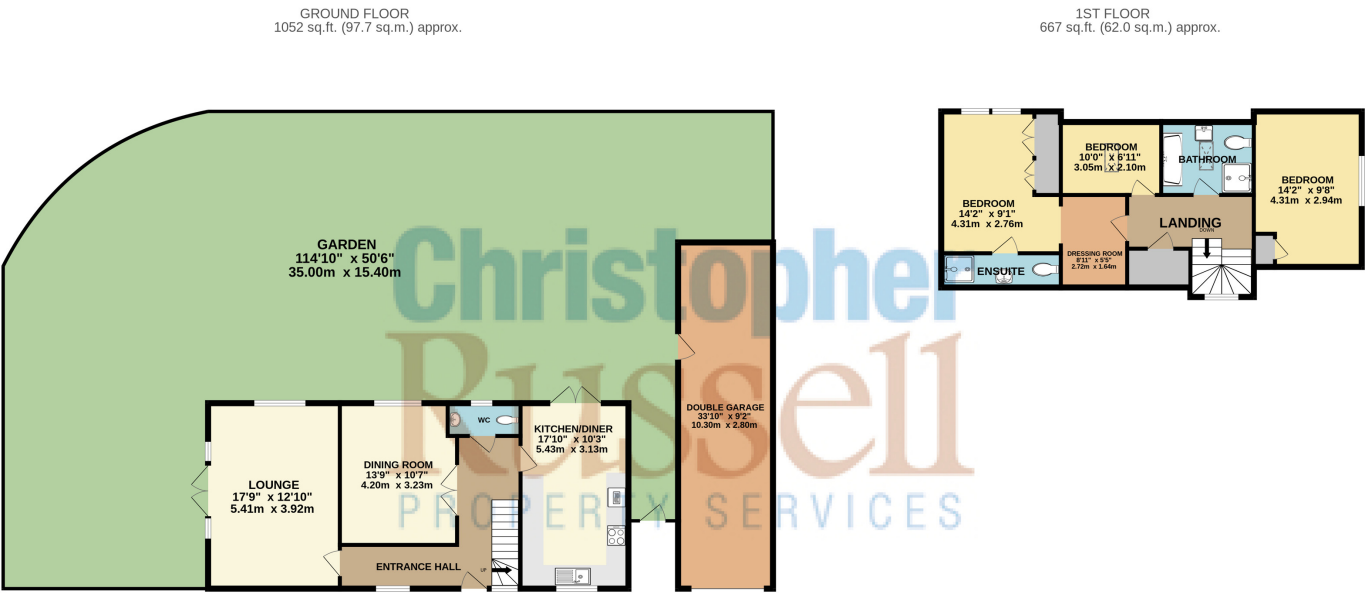 GROUND FLOOR
1052 sq.ft. (97.7 sq.m.) approx.
1ST FLOOR
667 sq.ft. (62.0 sq.m.) approx.
GARDEN
114'10" x 50'6"
35.00m x 15.40m
Christopher
Russell
PROPERTY SERVICES
DOUBLE GARAGE
33'10" x 9'2"
10.30m x 2.80m
WC
KITCHEN/DINER
17'10" x 10'3"
5.43m x 3.13m
DINING ROOM
13'9" x 10'7"
4.20m x 3.23m
LOUNGE
17'9" x 12'10"
5.41m x 3.92m
ENTRANCE HALL
UP
BEDROOM
10'0" x 6'11"
3.05m x 2.10m
BATHROOM
BEDROOM
14'2" x 9'8"
4.31m x 2.94m
BEDROOM
14'2" x 9'1"
4.31m x 2.76m
LANDING
DOWN
DRESSING ROOM
8'11" x 5'5"
2.72m x 1.64m
ENSUITE